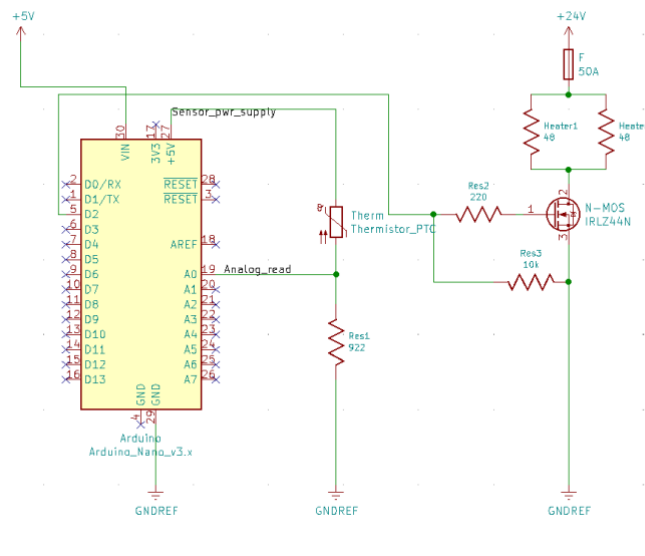 +5V
+24V
F
50A
Sensor_pwr_supply
30
17
27
VIN
3V3
+5V
Heater1
48
Heate
48
2 D0/RX RESET 28
1 D1/TX RESET 3
5 D2
6 D3
7 D4 AREF 18
8 D5
9 D6 A0 19
Analog_read
10 D7 A1 20
11 D8 A2 21
12 D9 A3 22
13 D10 A4 23
14 D11 A5 24
15 D12 A6 25
16 D13 A7 26
GND
GND
4
29
Arduino
Arduino_Nano_v3.x
Therm
Thermistor_PTC
Res1
922
Res2
220
1
2
3
N-MOS
IRLZ44N
Res3
10k
GNDREF
GNDREF
GNDREF